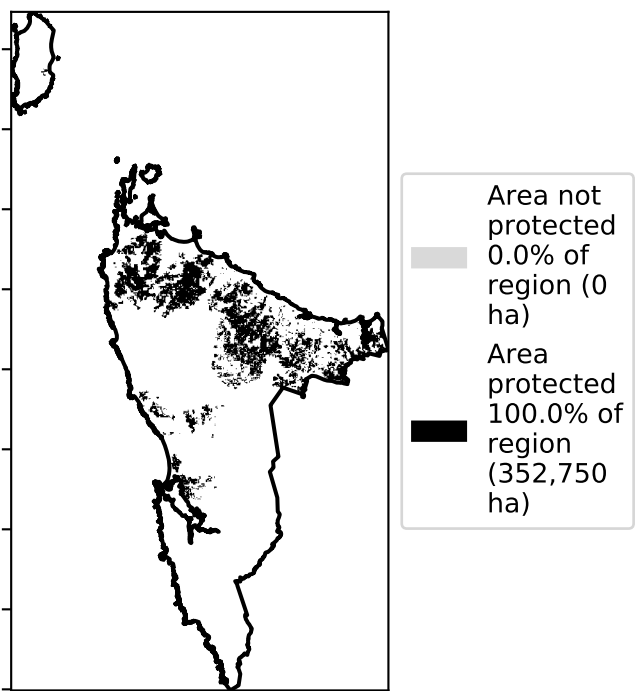 Area not
protected
0.0% of
region (0
ha)
Area
protected
100.0% of
region
(352,750
ha)